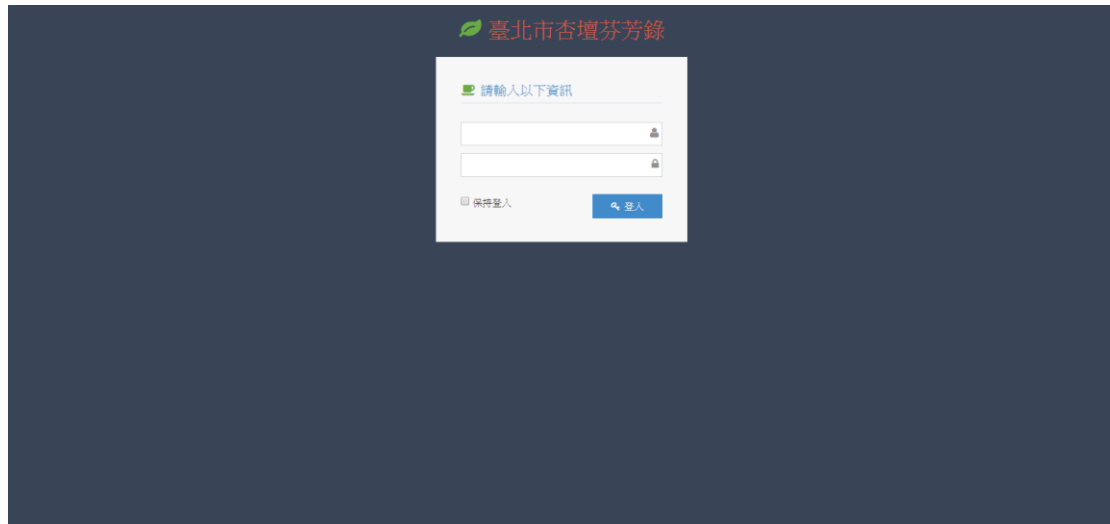 臺北市杏壇芬芳錄
請輸入以下資訊
保持登入
登入